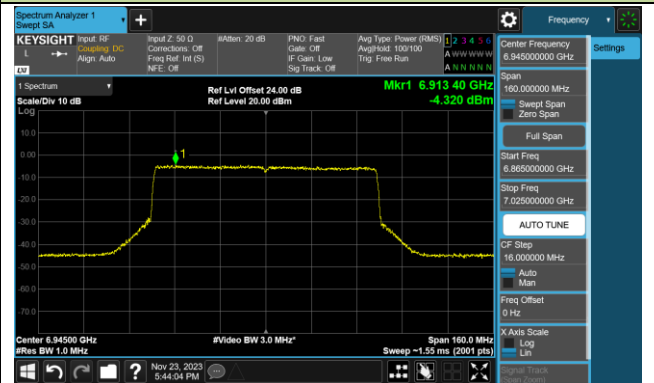 Spectrum Analyzer 1
Swept SA
Frequency
KEYSIGHT
L
Input: RF
Coupling: DC
Align: Auto
Input Z: 50 Ω
Corrections: Off
Freq Ref: Int (S)
NFE: Off
#Atten: 20 dB
PNO: Fast
Gate: Off
IF Gain: Low
Sig Track: Off
Avg Type: Power (RMS)
Avg|Hold: 100/100
Trig: Free Run
1 2 3 4 5 6
A W W W W W
A N N N N N
LXI
1 Spectrum
Scale/Div 10 dB
Log
Ref Lvl Offset 24.00 dB
Ref Level 20.00 dBm
Mkr1 6.913 40 GHz
-4.320 dBm
1
10.0
0.00
-10.0
-20.0
-30.0
-40.0
-50.0
-60.0
-70.0
Center 6.94500 GHz
#Res BW 1.0 MHz
#Video BW 3.0 MHz*
Span 160.0 MHz
Sweep ~1.55 ms (2001 pts)
Nov 23, 2023
5:44:04 PM
Center Frequency
6.945000000 GHz
Settings
Span
160.000000 MHz
Swept Span
Zero Span
Full Span
Start Freq
6.865000000 GHz
Stop Freq
7.025000000 GHz
AUTO TUNE
CF Step
16.000000 MHz
Auto
Man
Freq Offset
0 Hz
X Axis Scale
Log
Lin
Signal Track
(Span Zoom)